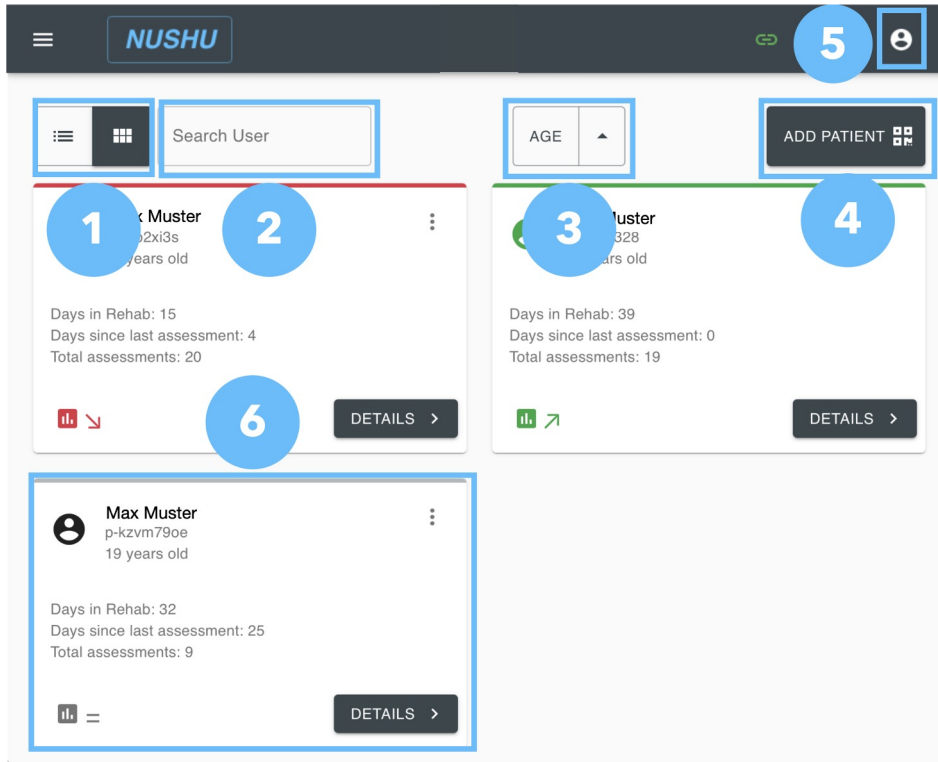 NUSHU
5
Search User
AGE
ADD PATIENT
1
2
3
4
Muster
2xi3s
years old
Days in Rehab: 15
Days since last assessment: 4
Total assessments: 20
DETAILS
uster
328
ars old
Days in Rehab: 39
Days since last assessment: 0
Total assessments: 19
DETAILS
6
Max Muster
p-kzvm79oe
19 years old
Days in Rehab: 32
Days since last assessment: 25
Total assessments: 9
DETAILS